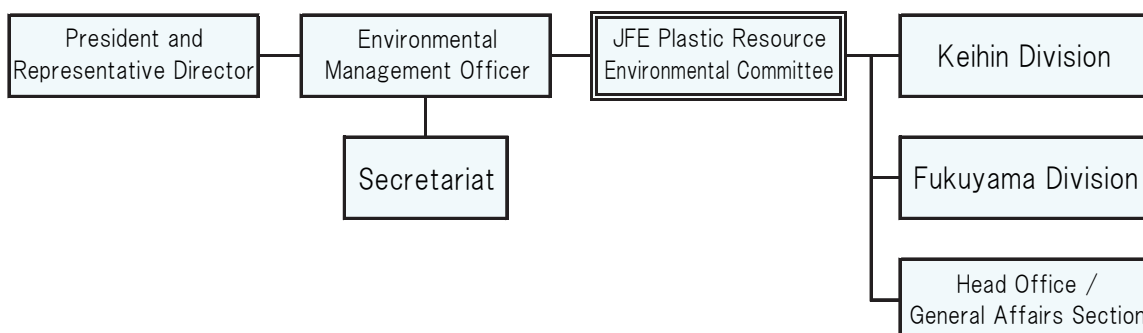 President and
Representative Director
Environmental
Management Officer
JFE Plastic Resource
Environmental Committee
Keihin Division
Secretariat
Fukuyama Division
Head Office /
General Affairs Section